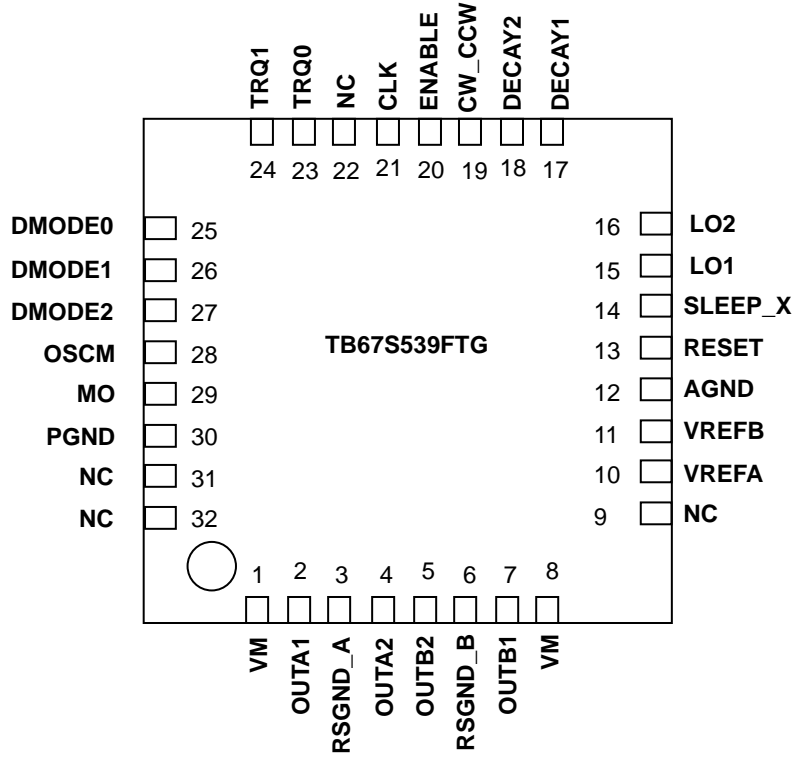 TRQ1
TRQ0
NC
CLK
ENABLE
CW_CCW
DECAY2
DECAY1
24 23 22 21 20 19 18 17
DMODE0 25
DMODE1 26
DMODE2 27
OSCM 28
MO 29
PGND 30
NC 31
NC 32
TB67S539FTG
16 LO2
15 LO1
14 SLEEP_X
13 RESET
12 AGND
11 VREFB
10 VREFA
9 NC
1 2 3 4 5 6 7 8
VM
OUTA1
RSGND_A
OUTA2
OUTB2
RSGND_B
OUTB1
VM